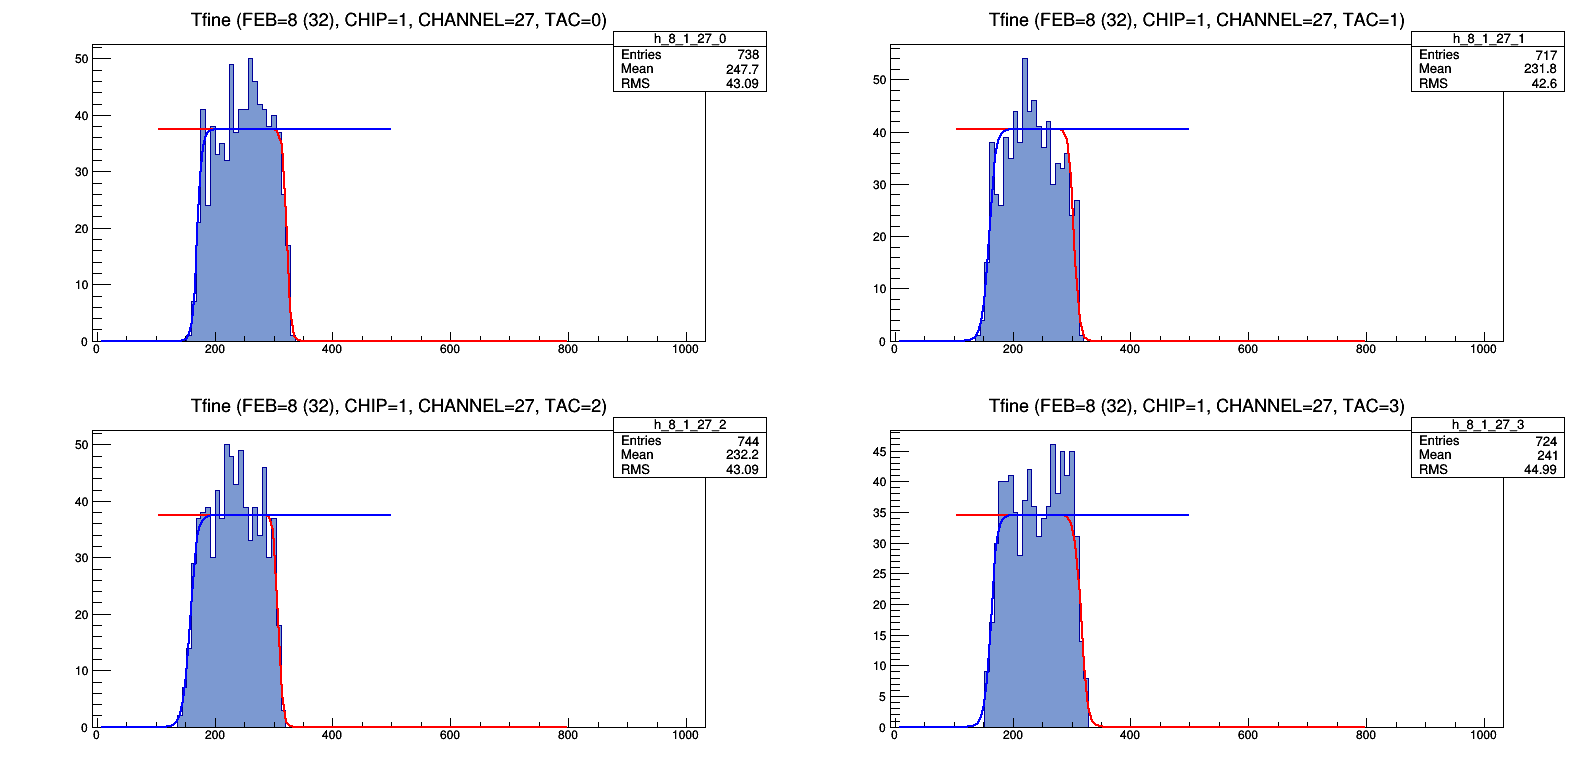 Tfine (FEB=8 (32), CHIP=1, CHANNEL=27, TAC=0)
h_8_1_27_0
Entries 738
Mean 247.7
RMS 43.09
50
40
30
20
10
0
0 200 400 600 800 1000
Tfine (FEB=8 (32), CHIP=1, CHANNEL=27, TAC=1)
h_8_1_27_1
Entries 717
Mean 231.8
RMS 42.6
50
40
30
20
10
0
0 200 400 600 800 1000
Tfine (FEB=8 (32), CHIP=1, CHANNEL=27, TAC=2)
h_8_1_27_2
Entries 744
Mean 232.2
RMS 43.09
50
40
30
20
10
0
0 200 400 600 800 1000
Tfine (FEB=8 (32), CHIP=1, CHANNEL=27, TAC=3)
h_8_1_27_3
Entries 724
Mean 241
RMS 44.99
45
40
35
30
25
20
15
10
5
0
0 200 400 600 800 1000